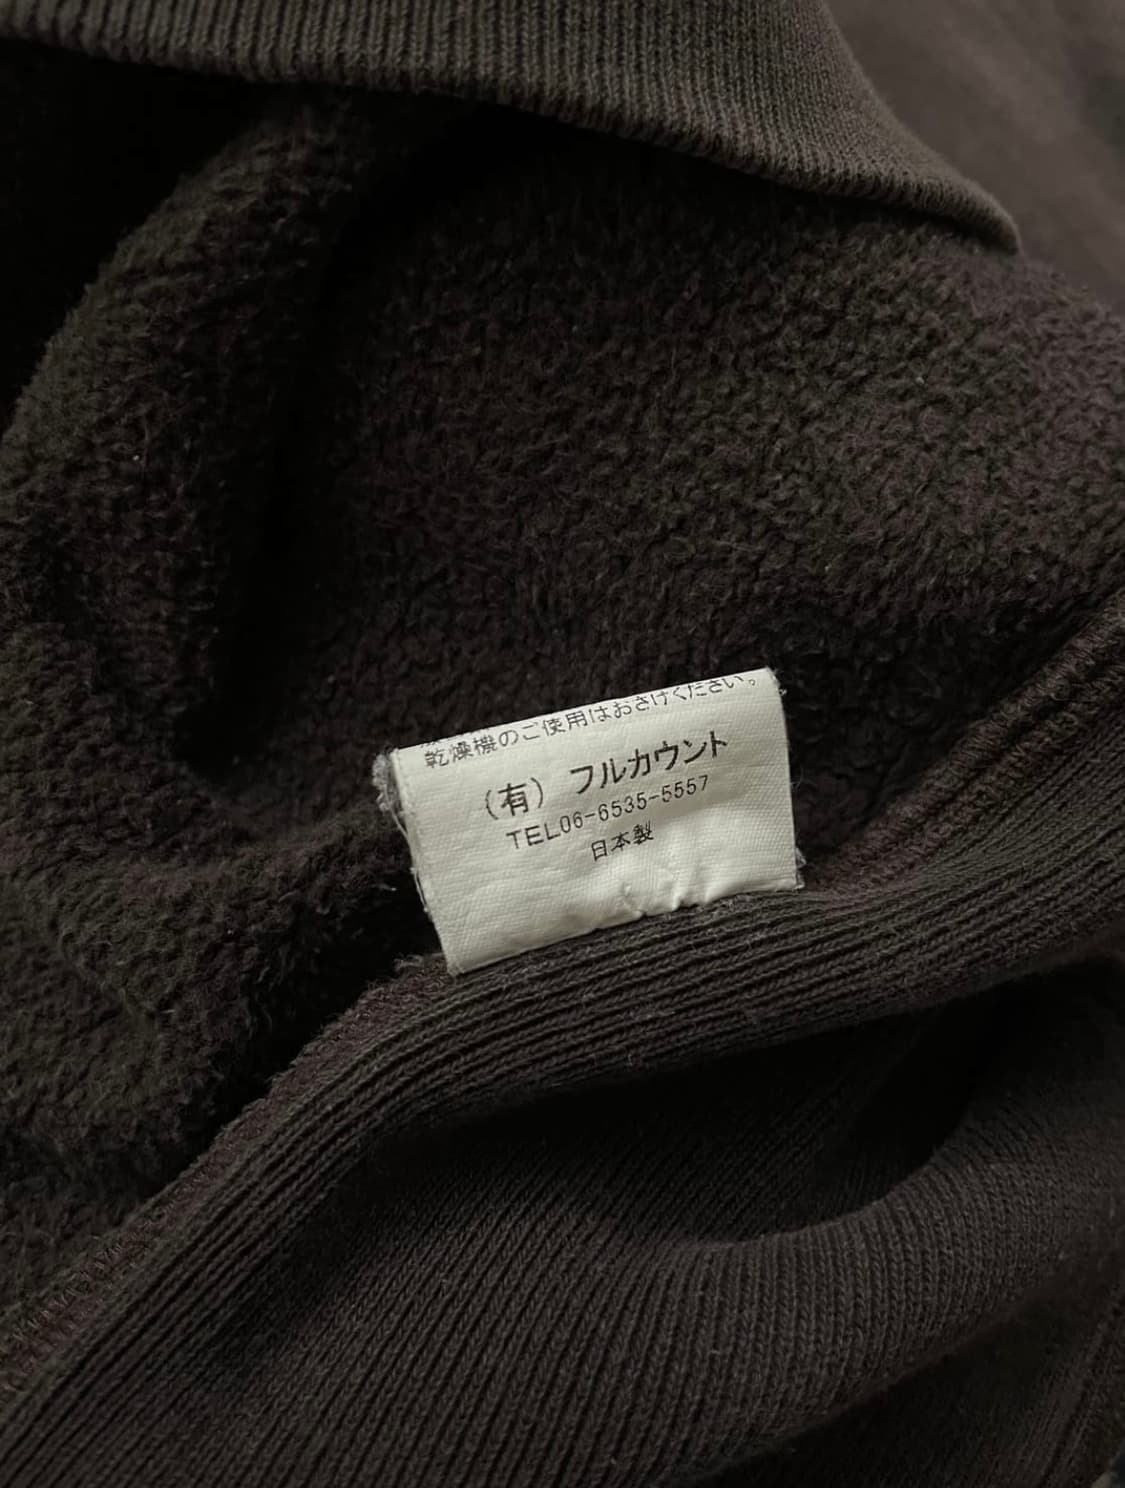 乾燥機のご使用はおさけください。
(有) フルカウント
TEL06-6535-5557
日本製